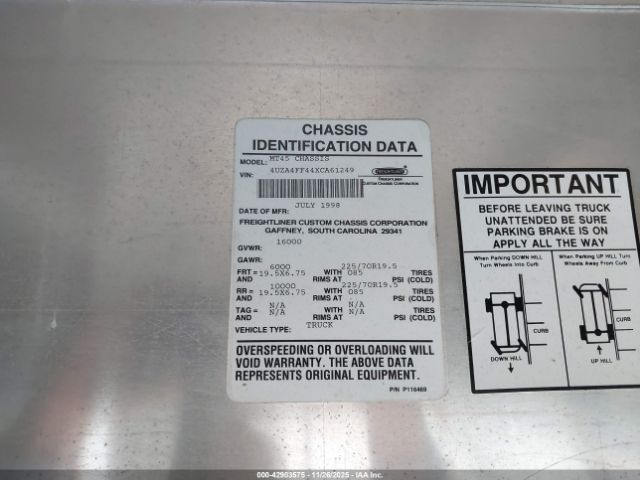 CHASSIS
IDENTIFICATION DATA
MODEL: MT45 CHASSIS
VIN: 4UZA4FF44XCA61249
FREIGHTLINER
FREIGHTLINER
CUSTOM CHASSIS CORPORATION
DATE OF MFR: JULY 1998
FREIGHTLINER CUSTOM CHASSIS CORPORATION
GAFFNEY, SOUTH CAROLINA 29341
GVWR: 16000
GAWR:
FRT = 6000 WITH 225/70R19.5 TIRES
AND 19.5X6.75 RIMS AT 085 PSI (COLD)
RR = 10000 WITH 225/70R19.5 TIRES
AND 19.5X6.75 RIMS AT 085 PSI (COLD)
TAG = N/A WITH N/A TIRES
AND N/A RIMS AT N/A PSI (COLD)
VEHICLE TYPE: TRUCK
OVERSPEEDING OR OVERLOADING WILL
VOID WARRANTY. THE ABOVE DATA
REPRESENTS ORIGINAL EQUIPMENT.
P/N P116469
IMPORTANT
BEFORE LEAVING TRUCK
UNATTENDED BE SURE
PARKING BRAKE IS ON
APPLY ALL THE WAY
When Parking DOWN HILL
Turn Wheels Into Curb
CURB
DOWN HILL
When Parking UP HILL
Turn Wheels Away From Curb
CURB
UP HILL
000-42903575 - 11/26/2025 - IAA Inc.